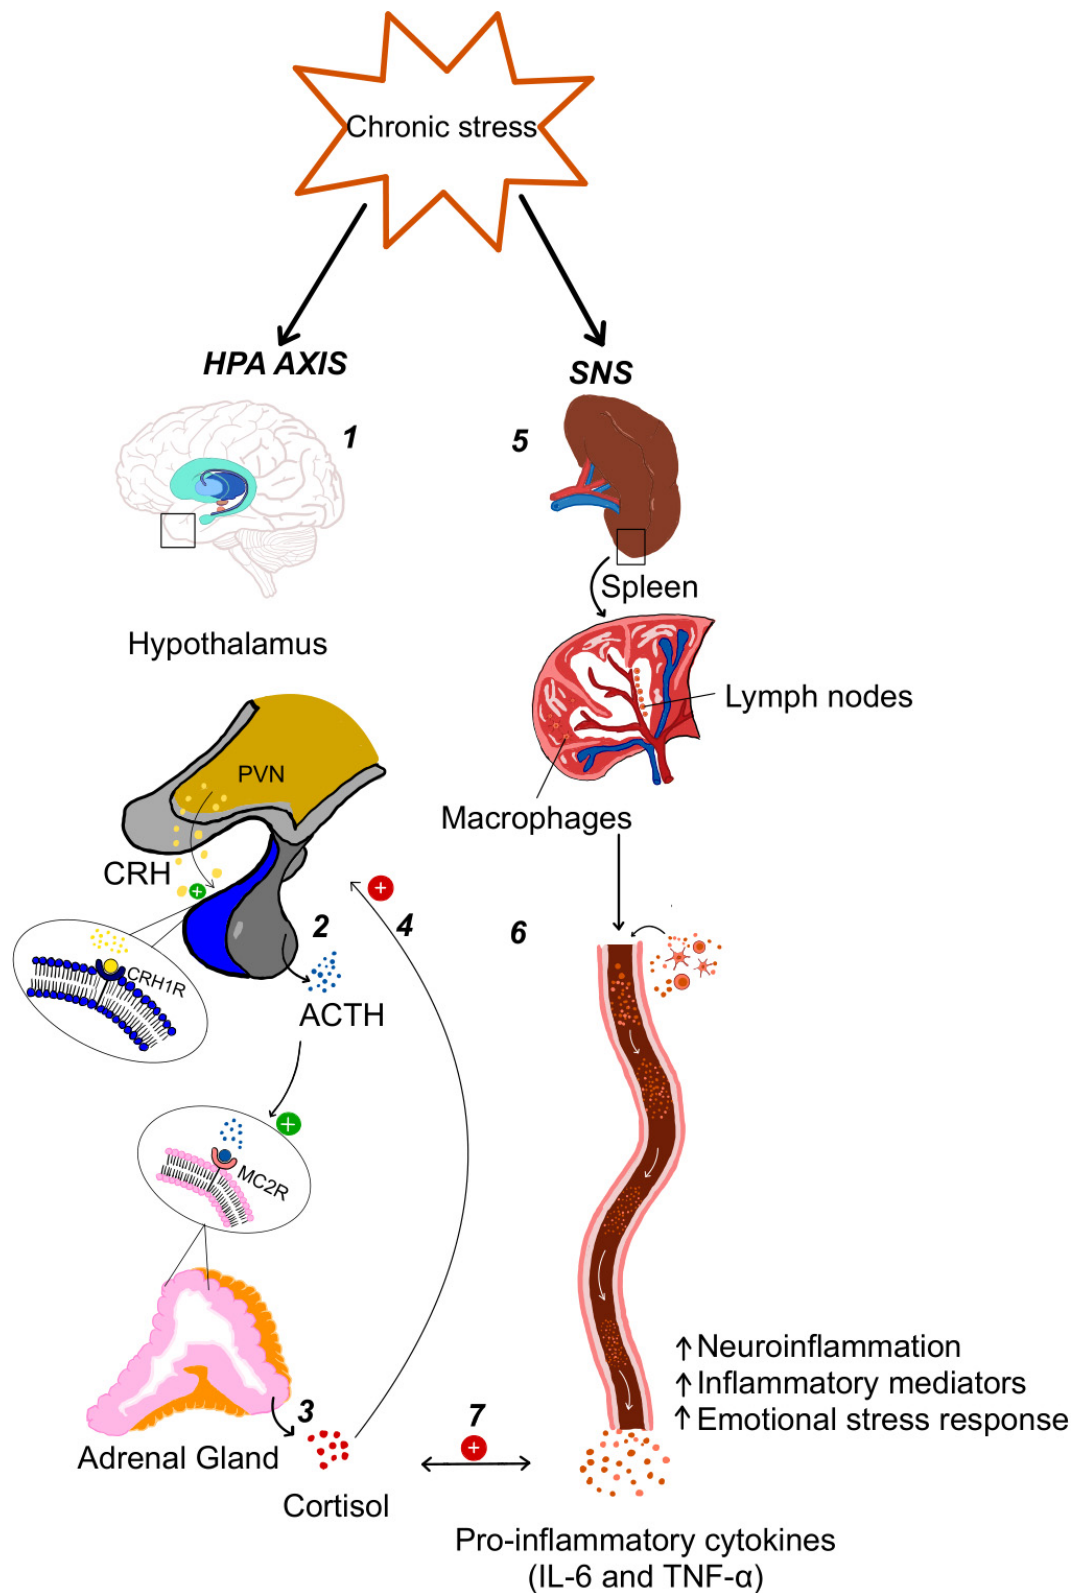 Chronic stress
HPA AXIS
1
Hypothalamus
PVN
CRH
+
CRH1R
2
ACTH
+
4
+
MC2R
Adrenal Gland
3
Cortisol
SNS
5
Spleen
Lymph nodes
Macrophages
6
↑ Neuroinflammation
↑ Inflammatory mediators
↑ Emotional stress response
7
+
Pro-inflammatory cytokines
(IL-6 and TNF-α)